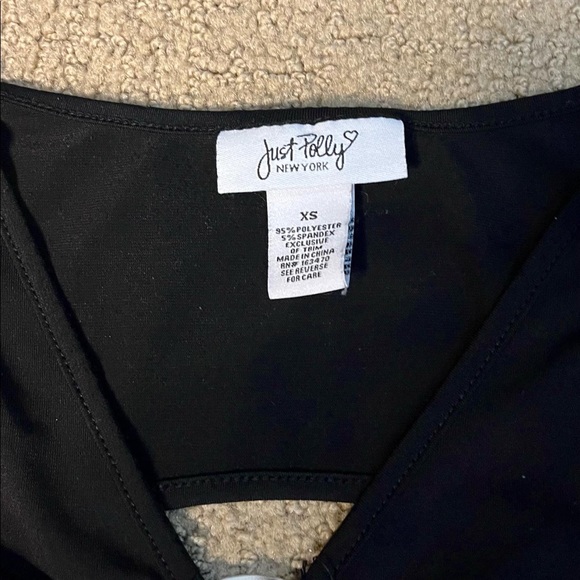 Just Polly♡
NEW YORK
XS
95% POLYESTER
5% SPANDEX
EXCLUSIVE
OF TRIM
MADE IN CHINA
RN# 163420
SEE REVERSE
FOR CARE